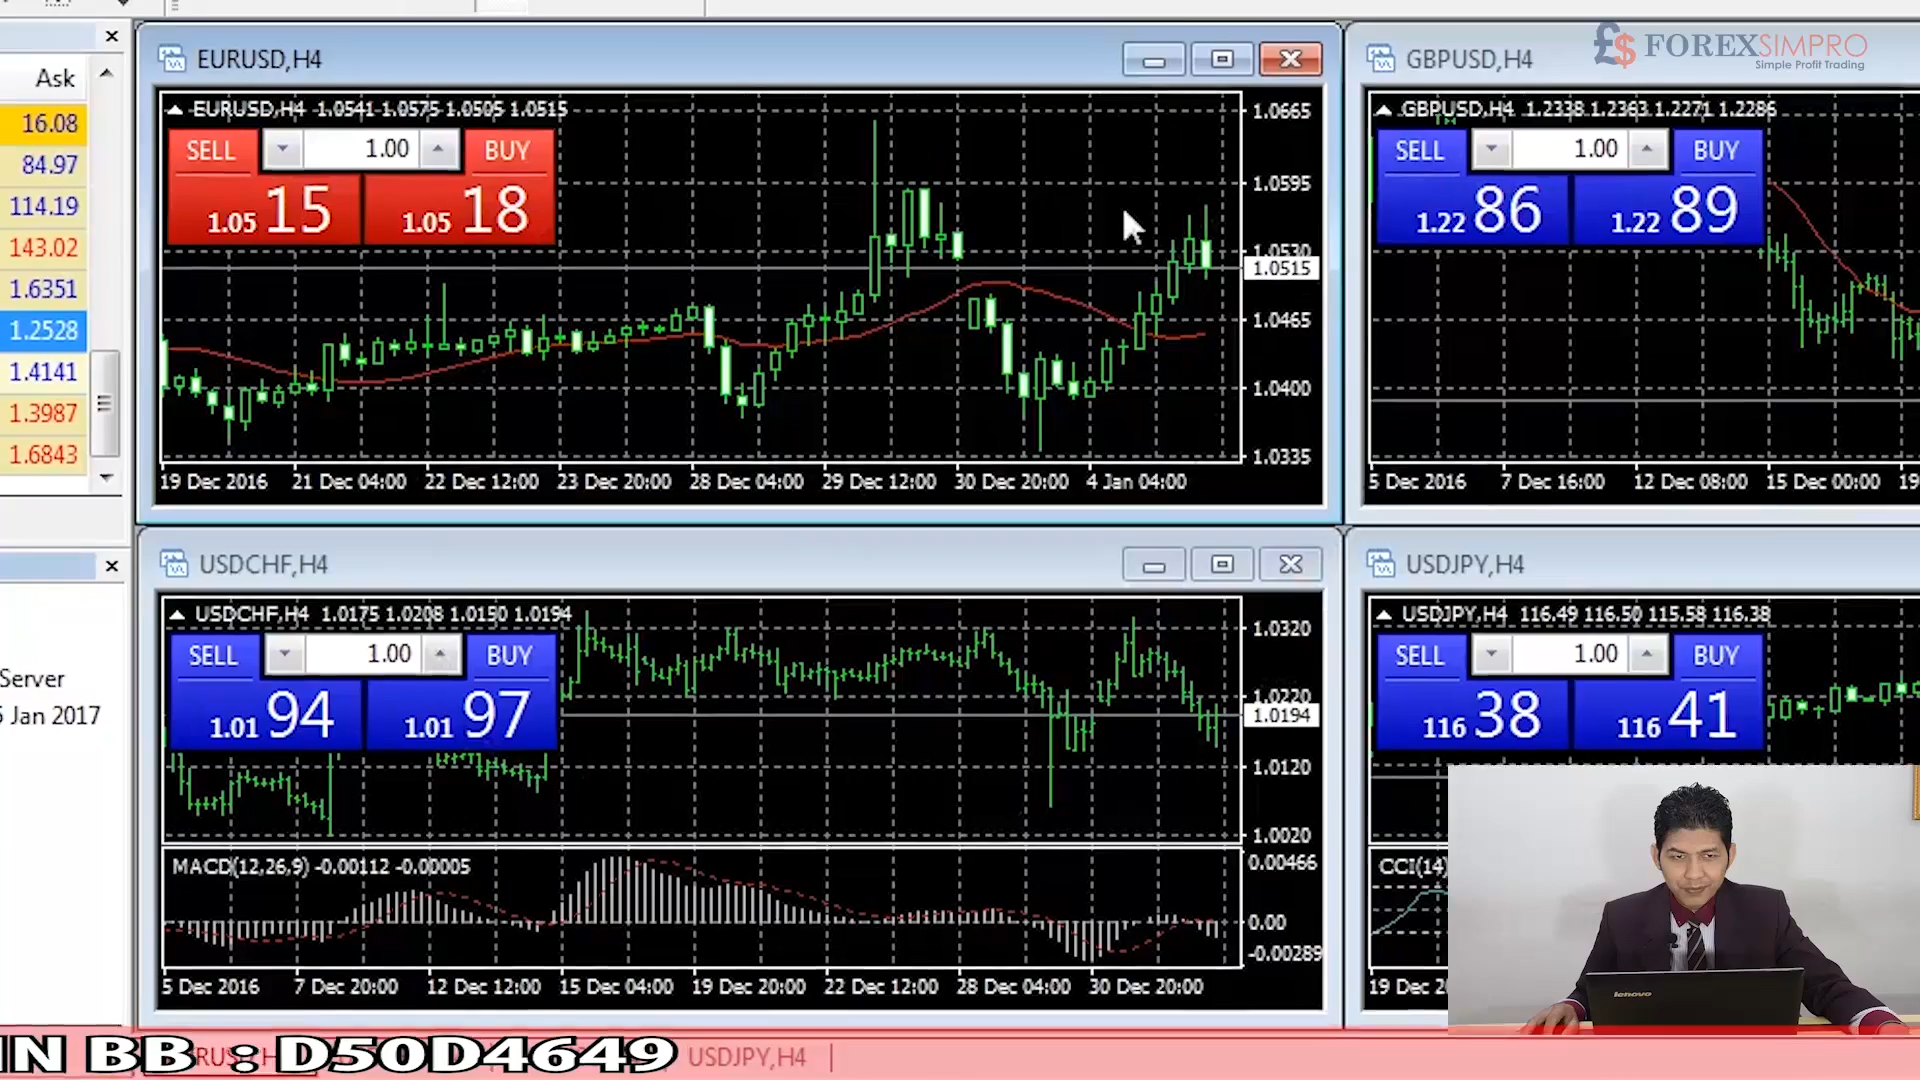 Ask
16.08
84.97
114.19
143.02
1.6351
1.2528
1.4141
1.3987
1.6843
Server
Jan 2017
EURUSD,H4
EURUSD,H4 1.0541 1.0575 1.0505 1.0515
SELL 1.00 BUY
1.05 15 1.05 18
1.0665
1.0595
1.0530
1.0515
1.0465
1.0400
1.0335
19 Dec 2016 21 Dec 04:00 22 Dec 12:00 23 Dec 20:00 28 Dec 04:00 29 Dec 12:00 30 Dec 20:00 4 Jan 04:00
GBPUSD,H4
£$ FOREXSIMPRO
Simple Profit Trading
GBPUSD,H4 1.2338 1.2363 1.2271 1.2286
SELL 1.00 BUY
1.22 86 1.22 89
5 Dec 2016 7 Dec 16:00 12 Dec 08:00 15 Dec 00:00 19
USDCHF,H4
USDCHF,H4 1.0175 1.0208 1.0150 1.0194
SELL 1.00 BUY
1.01 94 1.01 97
1.0320
1.0220
1.0194
1.0120
1.0020
MACD(12,26,9) -0.00112 -0.00005
0.00466
0.00
-0.00289
5 Dec 2016 7 Dec 20:00 12 Dec 12:00 15 Dec 04:00 19 Dec 20:00 22 Dec 12:00 28 Dec 04:00 30 Dec 20:00
USDJPY,H4
USDJPY,H4 116.49 116.50 115.58 116.38
SELL 1.00 BUY
116 38 116 41
CCI(14)
19 Dec 2
lenovo
IN BB : D50D4649
USDJPY,H4